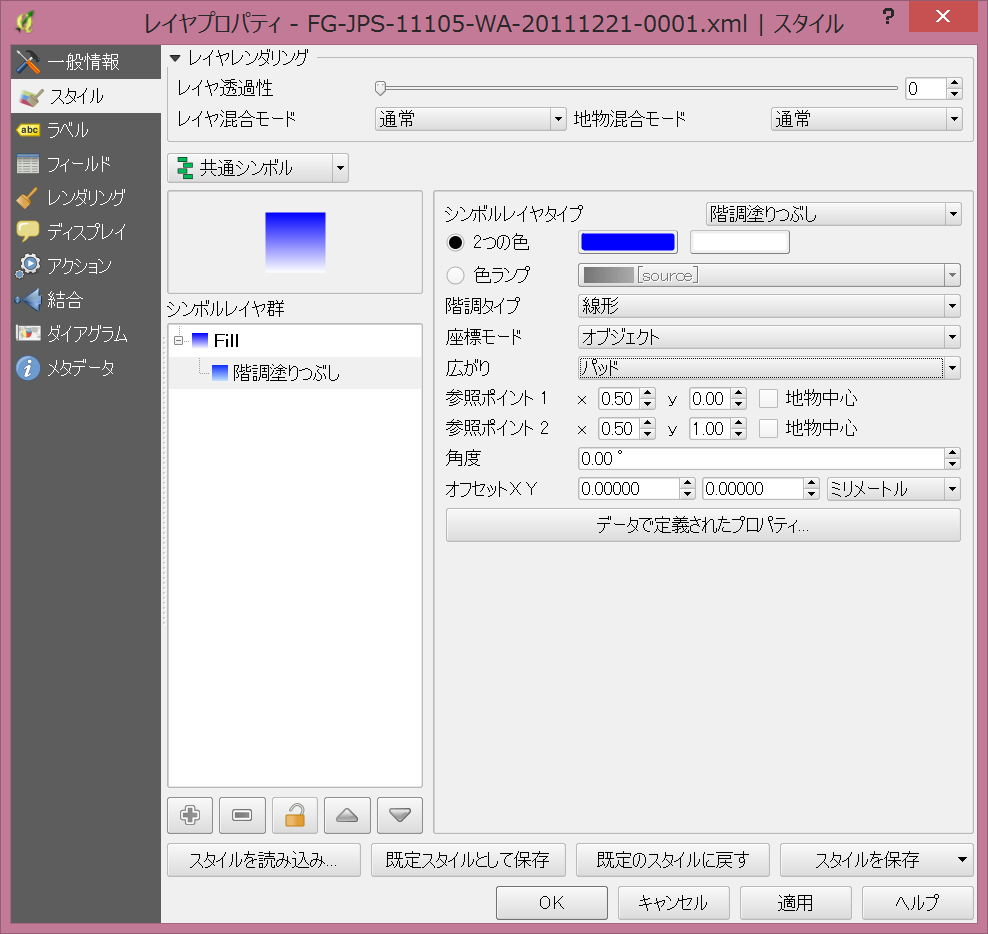 レイヤプロパティ - FG-JPS-11105-WA-20111221-0001.xml | スタイル
?
一般情報
スタイル
abc ラベル
フィールド
レンダリング
ディスプレイ
アクション
結合
ダイアグラム
i メタデータ
レイヤレンダリング
レイヤ透過性 0
レイヤ混合モード 通常 地物混合モード 通常
共通シンボル
シンボルレイヤ群
Fill
階調塗りつぶし
シンボルレイヤタイプ 階調塗りつぶし
2つの色
色ランプ [source]
階調タイプ 線形
座標モード オブジェクト
広がり パッド
参照ポイント 1 x 0.50 y 0.00 地物中心
参照ポイント 2 x 0.50 y 1.00 地物中心
角度 0.00 °
オフセットX Y 0.00000 0.00000 ミリメートル
データで定義されたプロパティ...
スタイルを読み込み... 既定スタイルとして保存 既定のスタイルに戻す スタイルを保存
OK キャンセル 適用 ヘルプ